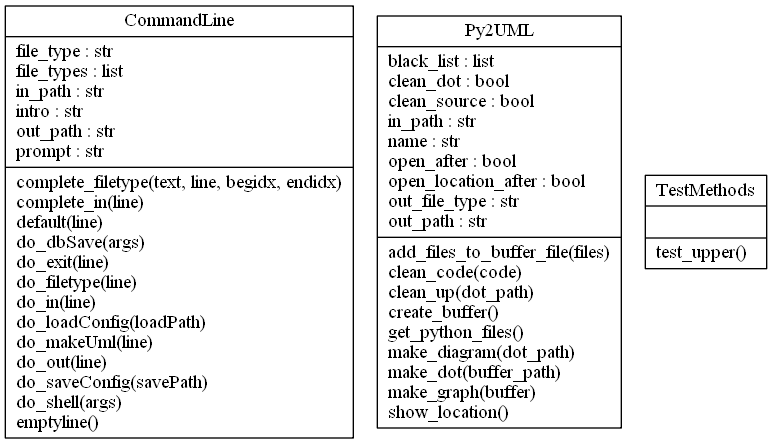 CommandLine
file_type : str
file_types : list
in_path : str
intro : str
out_path : str
prompt : str
complete_filetype(text, line, begidx, endidx)
complete_in(line)
default(line)
do_dbSave(args)
do_exit(line)
do_filetype(line)
do_in(line)
do_loadConfig(loadPath)
do_makeUml(line)
do_out(line)
do_saveConfig(savePath)
do_shell(args)
emptyline()
Py2UML
black_list : list
clean_dot : bool
clean_source : bool
in_path : str
name : str
open_after : bool
open_location_after : bool
out_file_type : str
out_path : str
add_files_to_buffer_file(files)
clean_code(code)
clean_up(dot_path)
create_buffer()
get_python_files()
make_diagram(dot_path)
make_dot(buffer_path)
make_graph(buffer)
show_location()
TestMethods
test_upper()